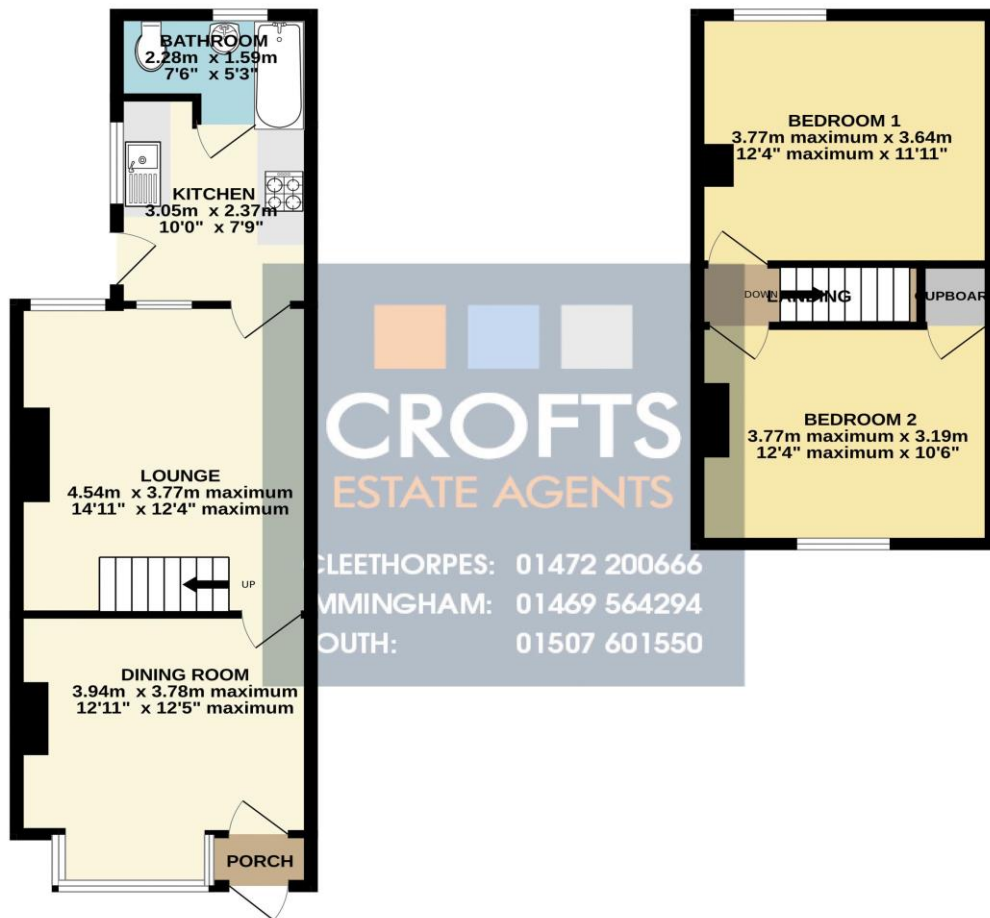 BATHROOM
2.28m x 1.59m
7'6" x 5'3"
KITCHEN
3.05m x 2.37m
10'0" x 7'9"
LOUNGE
4.54m x 3.77m maximum
14'11" x 12'4" maximum
UP
DINING ROOM
3.94m x 3.78m maximum
12'11" x 12'5" maximum
PORCH
BEDROOM 1
3.77m maximum x 3.64m
12'4" maximum x 11'11"
DOWN
LANDING
CUPBOAR
BEDROOM 2
3.77m maximum x 3.19m
12'4" maximum x 10'6"
CROFTS
ESTATE AGENTS
CLEETHORPES: 01472 200666
MMINGHAM: 01469 564294
OUTH: 01507 601550